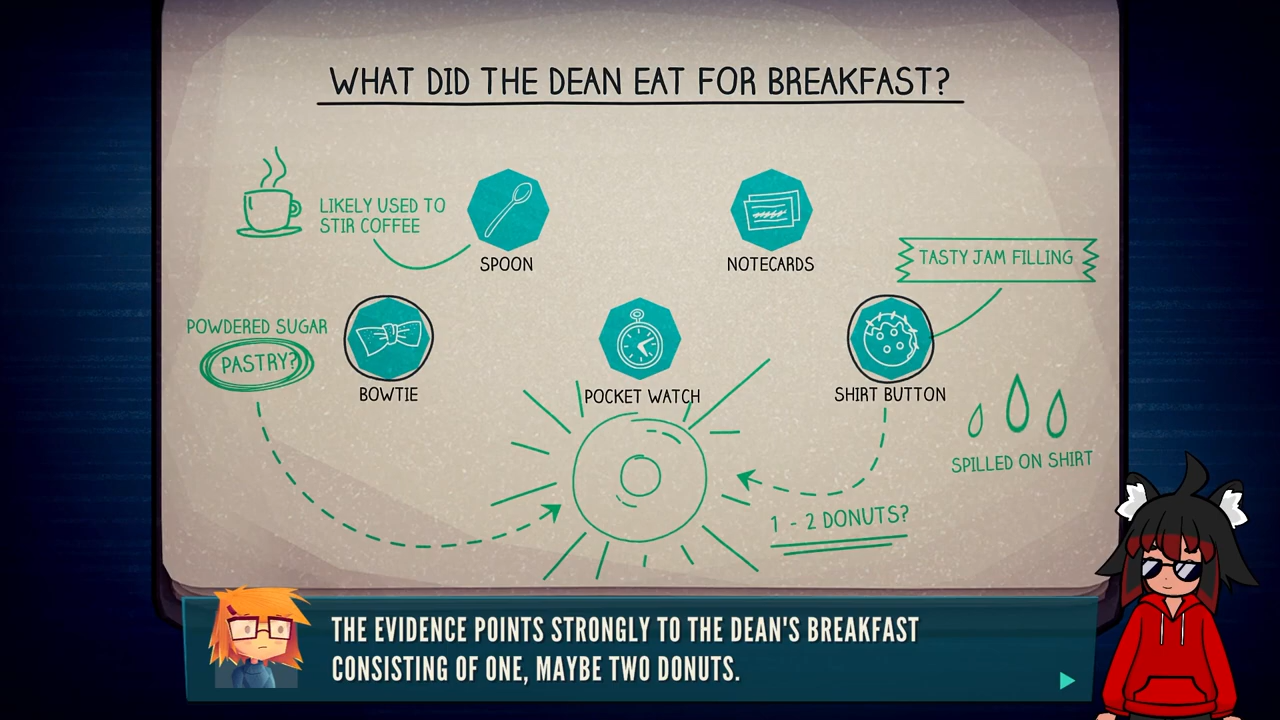 WHAT DID THE DEAN EAT FOR BREAKFAST?
LIKELY USED TO
STIR COFFEE
SPOON
NOTECARDS
TASTY JAM FILLING
POWDERED SUGAR
PASTRY?
BOWTIE
POCKET WATCH
SHIRT BUTTON
SPILLED ON SHIRT
1 - 2 DONUTS?
THE EVIDENCE POINTS STRONGLY TO THE DEAN'S BREAKFAST
CONSISTING OF ONE, MAYBE TWO DONUTS.